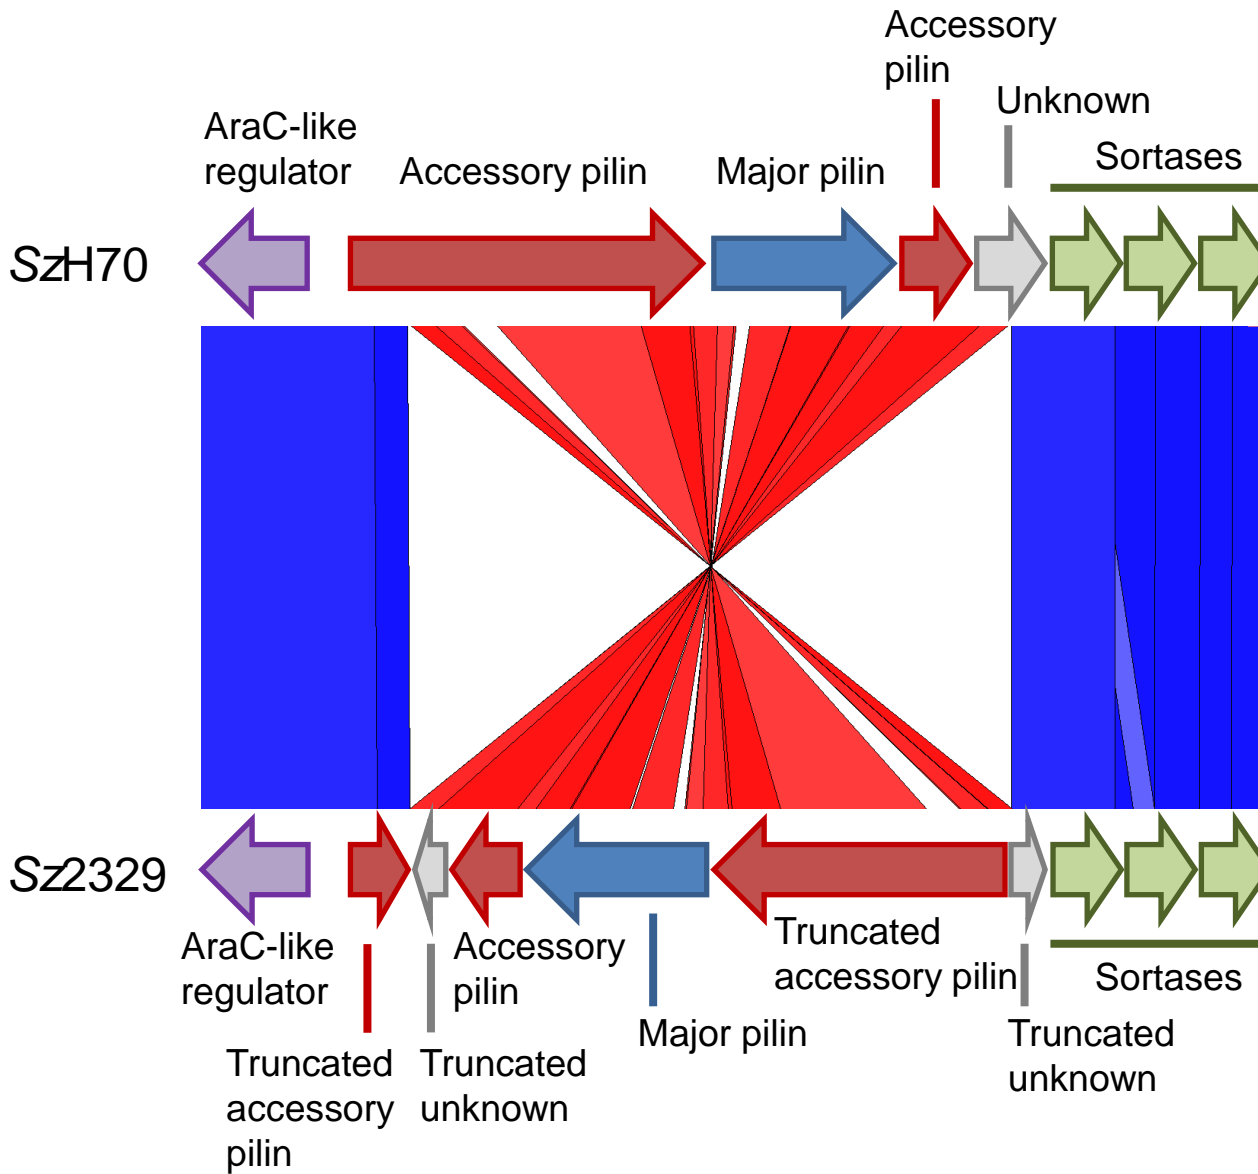 Accessory
pilin
Unknown
AraC-like
regulator
Accessory pilin
Major pilin
Sortases
SzH70
Sz2329
AraC-like
regulator
Accessory
pilin
Truncated
accessory pilin
Sortases
Major pilin
Truncated
accessory
pilin
Truncated
unknown
Truncated
unknown